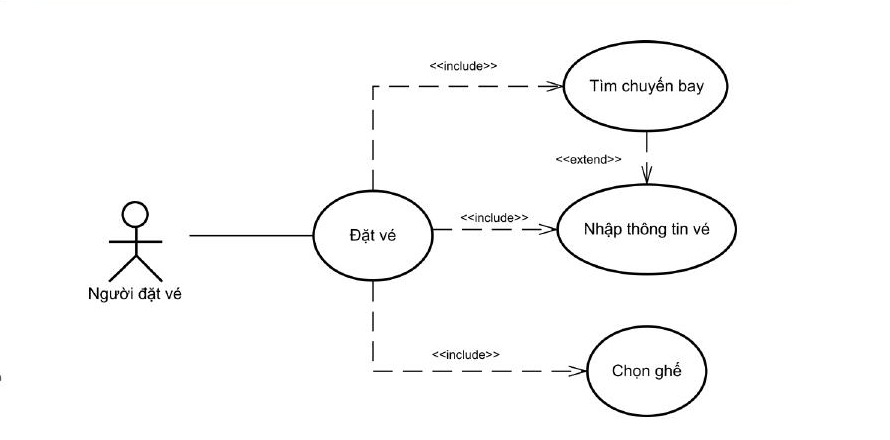 <<include>>
Tìm chuyến bay
<<extend>>
Đặt vé
<<include>>
Nhập thông tin vé
Người đặt vé
<<include>>
Chọn ghế